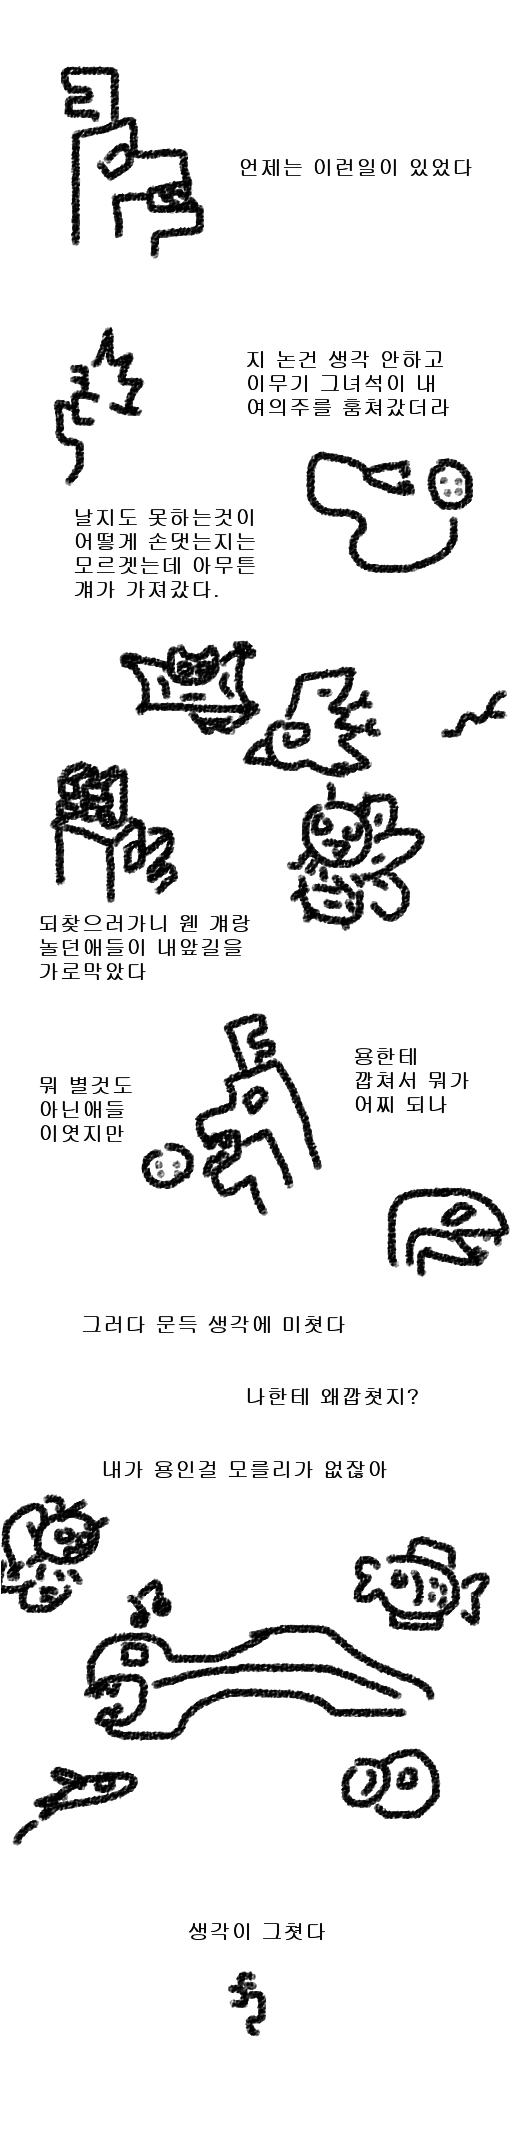 언제는 이런일이 있었다
지 논건 생각 안하고
이무기 그녀석이 내
여의주를 훔쳐갔더라
날지도 못하는것이
어떻게 손댓는지는
모르겟는데 아무튼
걔가 가져갔다.
되찾으러가니 웬 걔랑
놀던애들이 내앞길을
가로막았다
뭐 별것도
아닌애들
이엿지만
용한테
깝쳐서 뭐가
어찌 되나
그러다 문득 생각에 미쳣다
나한테 왜깝쳣지?
내가 용인걸 모를리가 없잖아
생각이 그쳣다